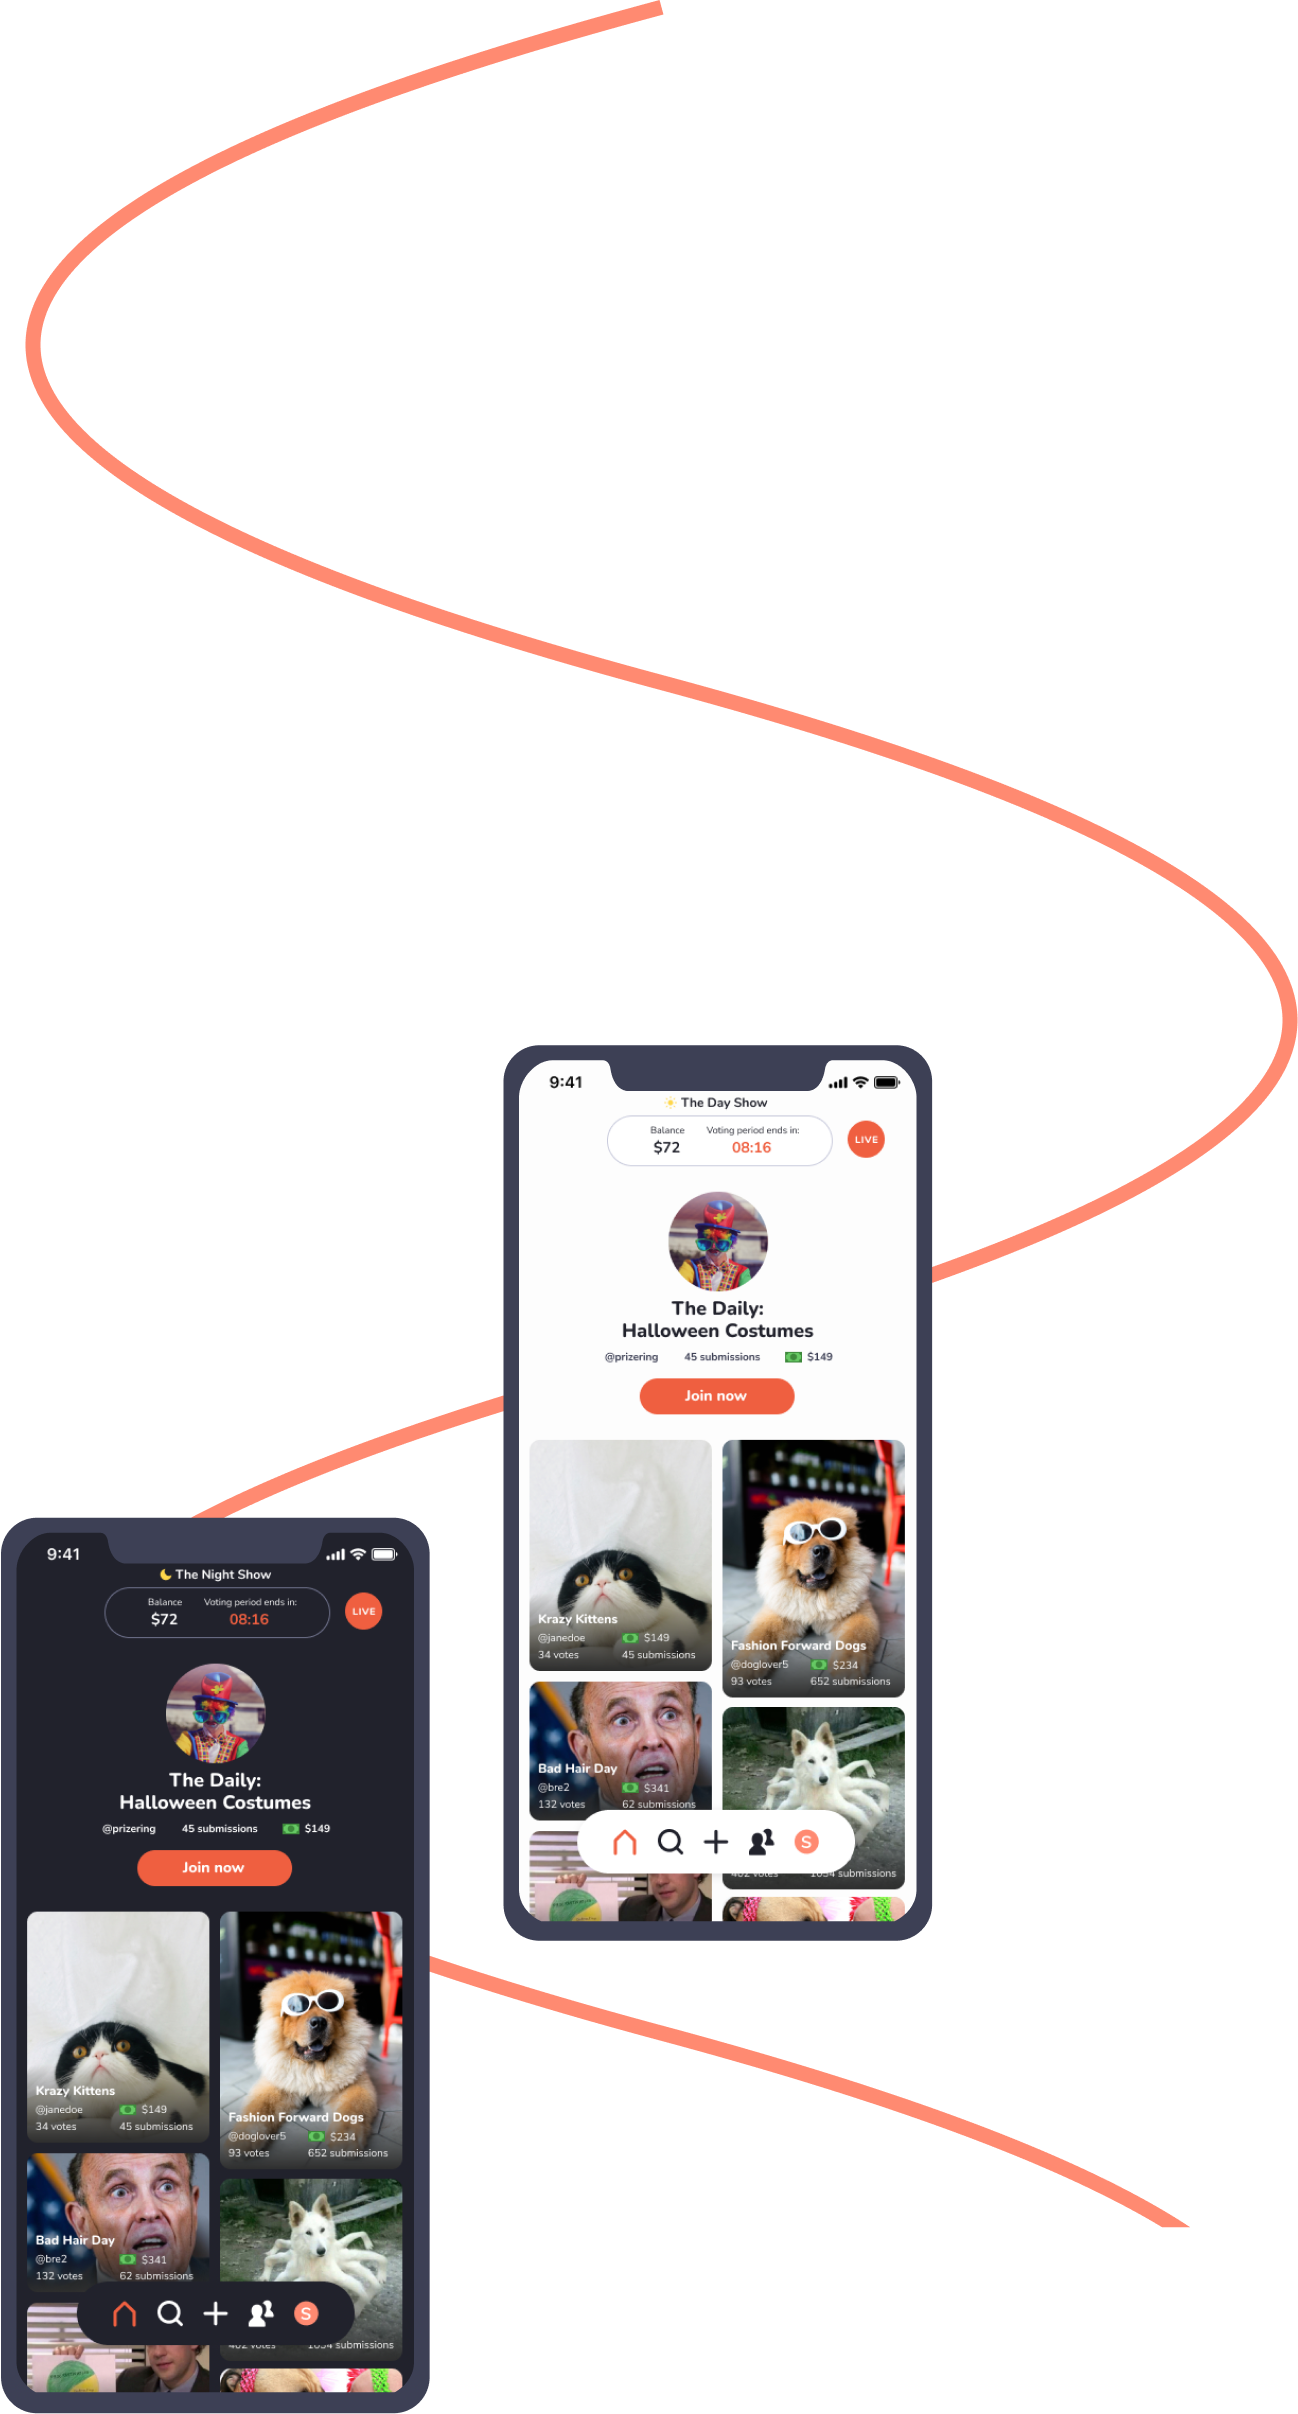 9:41
The Day Show
Balance
Voting period ends in:
$72
08:16
LIVE
The Daily:
Halloween Costumes
@prizering
45 submissions
$149
Join now
Krazy Kittens
@janedoe
$149
34 votes
45 submissions
Fashion Forward Dogs
@doglover5
$234
93 votes
652 submissions
Bad Hair Day
@bre2
$341
132 votes
62 submissions
S
submissions
9:41
The Night Show
Balance
Voting period ends in:
$72
08:16
LIVE
The Daily:
Halloween Costumes
@prizering
45 submissions
$149
Join now
Krazy Kittens
@janedoe
$149
34 votes
45 submissions
Fashion Forward Dogs
@doglover5
$234
93 votes
652 submissions
Bad Hair Day
@bre2
$341
132 votes
62 submissions
S
votes
submissions